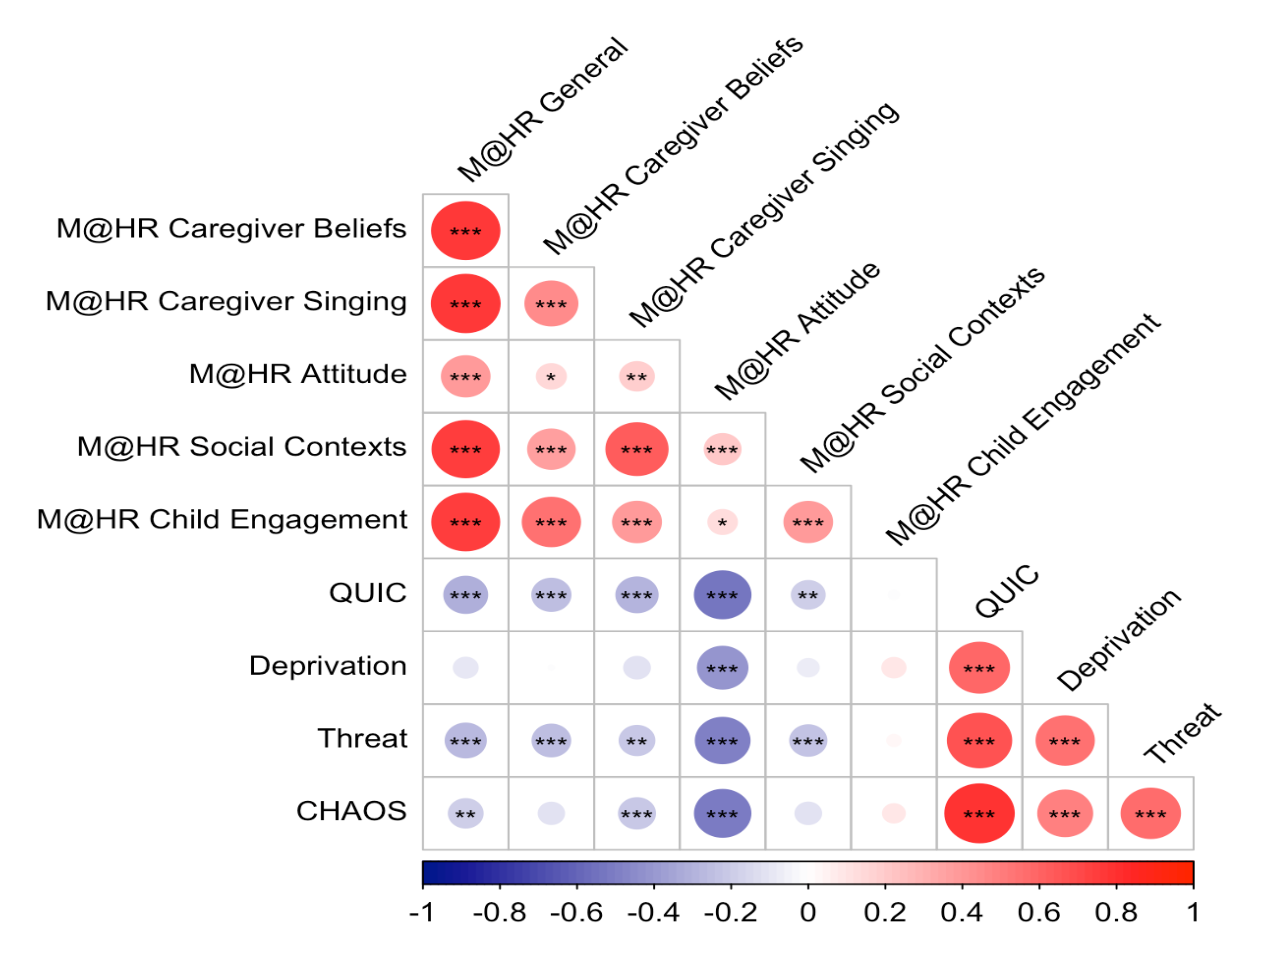 M@HR General
M@HR Caregiver Beliefs
M@HR Caregiver Singing
M@HR Attitude
M@HR Social Contexts
M@HR Child Engagement
QUIC
Deprivation
Threat
M@HR Caregiver Beliefs ***
M@HR Caregiver Singing *** ***
M@HR Attitude *** * **
M@HR Social Contexts *** *** *** ***
M@HR Child Engagement *** *** *** * ***
QUIC *** *** *** *** **
Deprivation *** ***
Threat *** *** ** *** *** *** ***
CHAOS ** *** *** *** *** ***
-1 -0.8 -0.6 -0.4 -0.2 0 0.2 0.4 0.6 0.8 1